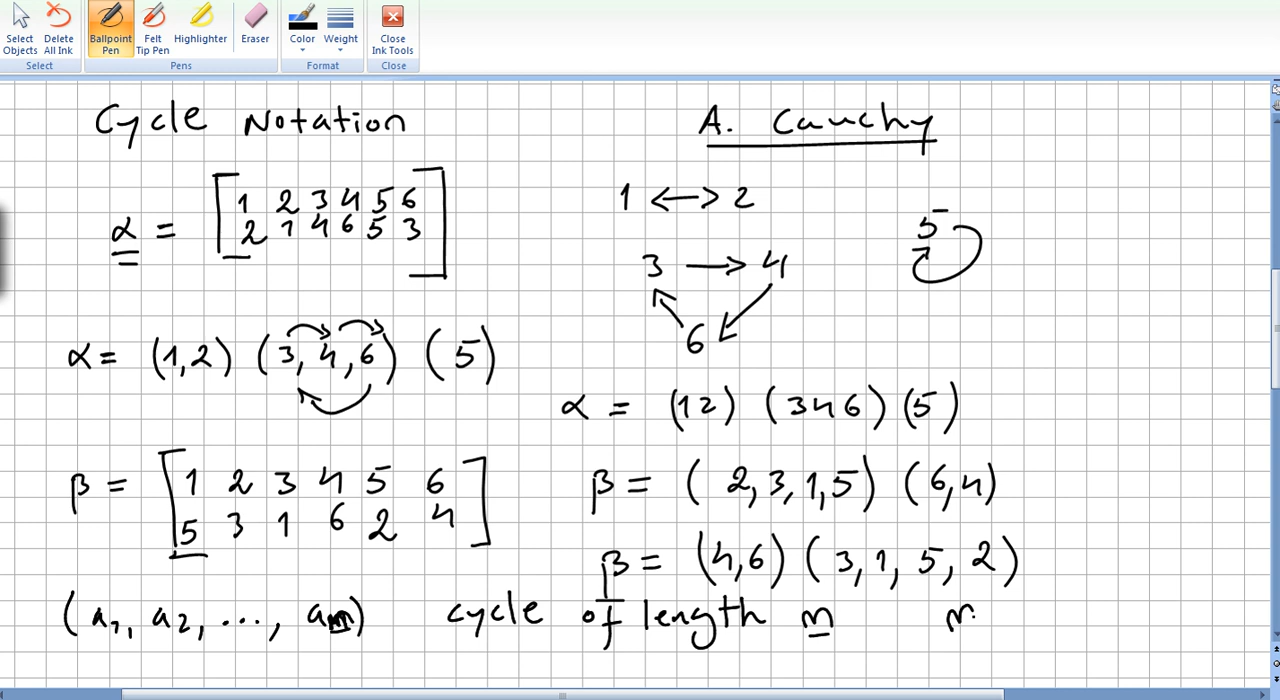 Select Objects
Delete All Ink
Ballpoint Pen
Felt Tip Pen
Highlighter
Eraser
Color
Weight
Close Ink Tools
Select
Pens
Format
Close
Cycle Notation
A. Cauchy
α = [1 2 3 4 5 6
2 1 4 6 5 3]
1 <-> 2
3 -> 4
6
5
α = (1,2) (3,4,6) (5)
α = (12) (346) (5)
β = [1 2 3 4 5 6
5 3 1 6 2 4]
β = (2,3,1,5) (6,4)
β = (4,6) (3,1,5,2)
(a1, a2, ..., am) cycle of length m